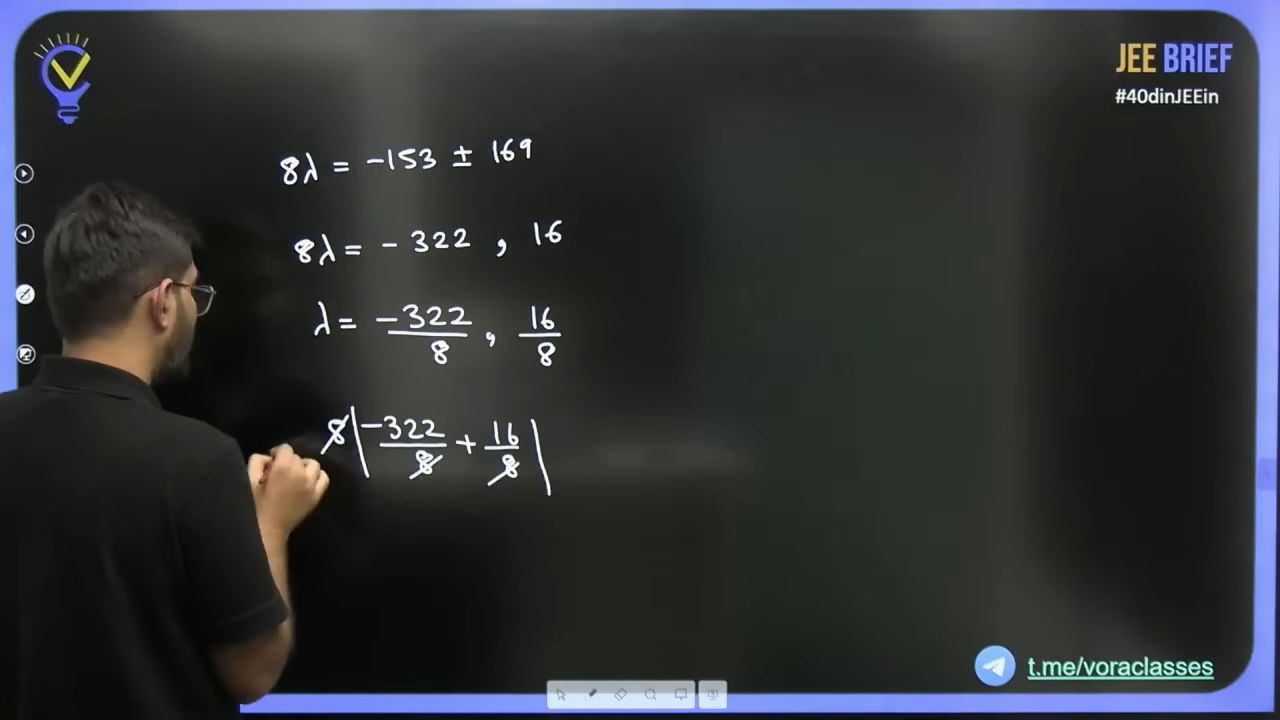 JEE BRIEF
#40dinJEEin
8λ = -153 ± 169
8λ = - 322 , 16
λ = -322/8 , 16/8
8|-322/8 + 16/8|
t.me/voraclasses